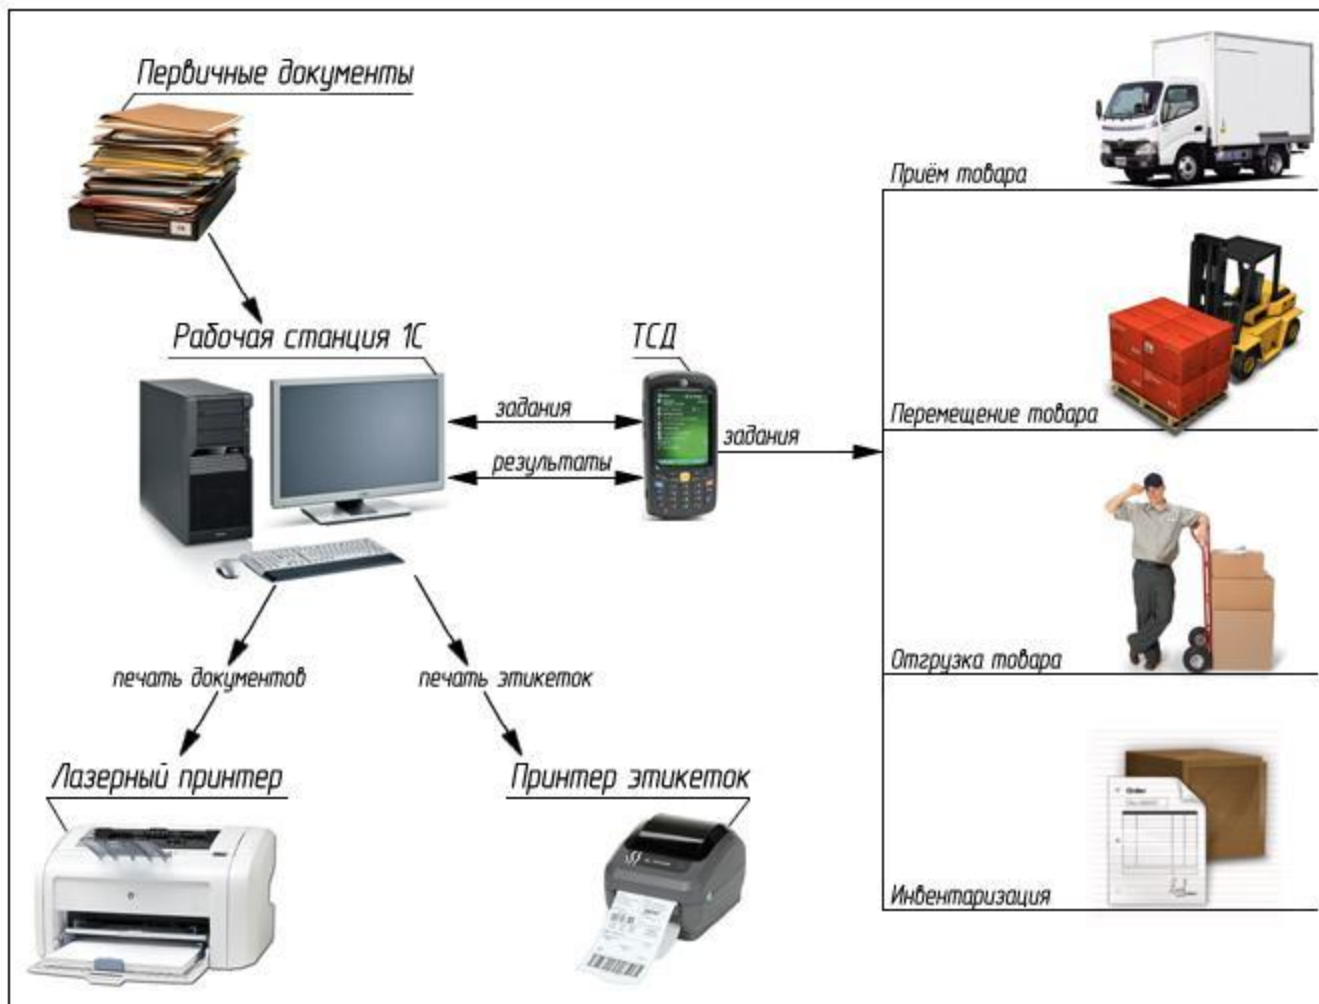 Первичные документы
Приём товара
Рабочая станция 1С
ТСД
задания
результаты
задания
Перемещение товара
Отгрузка товара
печать документов
печать этикеток
Лазерный принтер
Принтер этикеток
Order
Инвентаризация